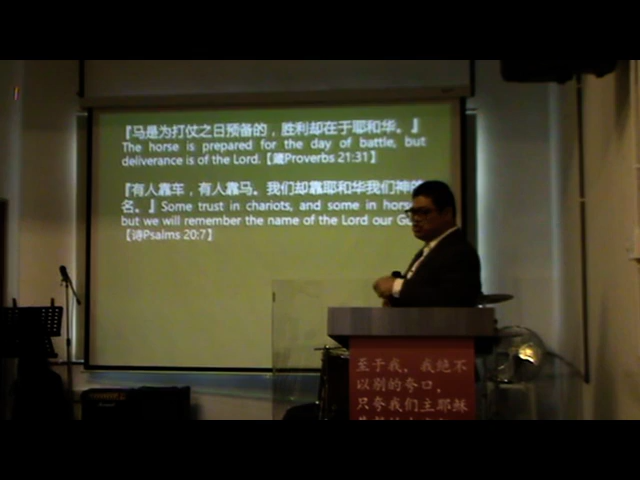 『马是为打仗之日预备的，胜利却在于耶和华。』
The horse is prepared for the day of battle, but
deliverance is of the Lord.【箴Proverbs 21:31】
『有人靠车，有人靠马。我们却靠耶和华我们神的
名。』Some trust in chariots, and some in
but we will remember the name of the Lord our
【诗Psalms 20:7】
至于我，我绝不
以别的夸口，
只夸我们主耶稣